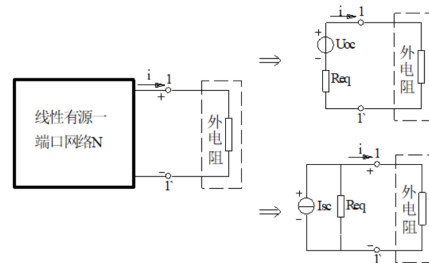 线性有源一
端口网络N
i
1
+
外
电
阻
-
1`
⇒
i
1
+
Uoc
-
Req
外
电
阻
1`
⇒
i
1
+
+
Isc
-
Req
外
电
阻
-
1`